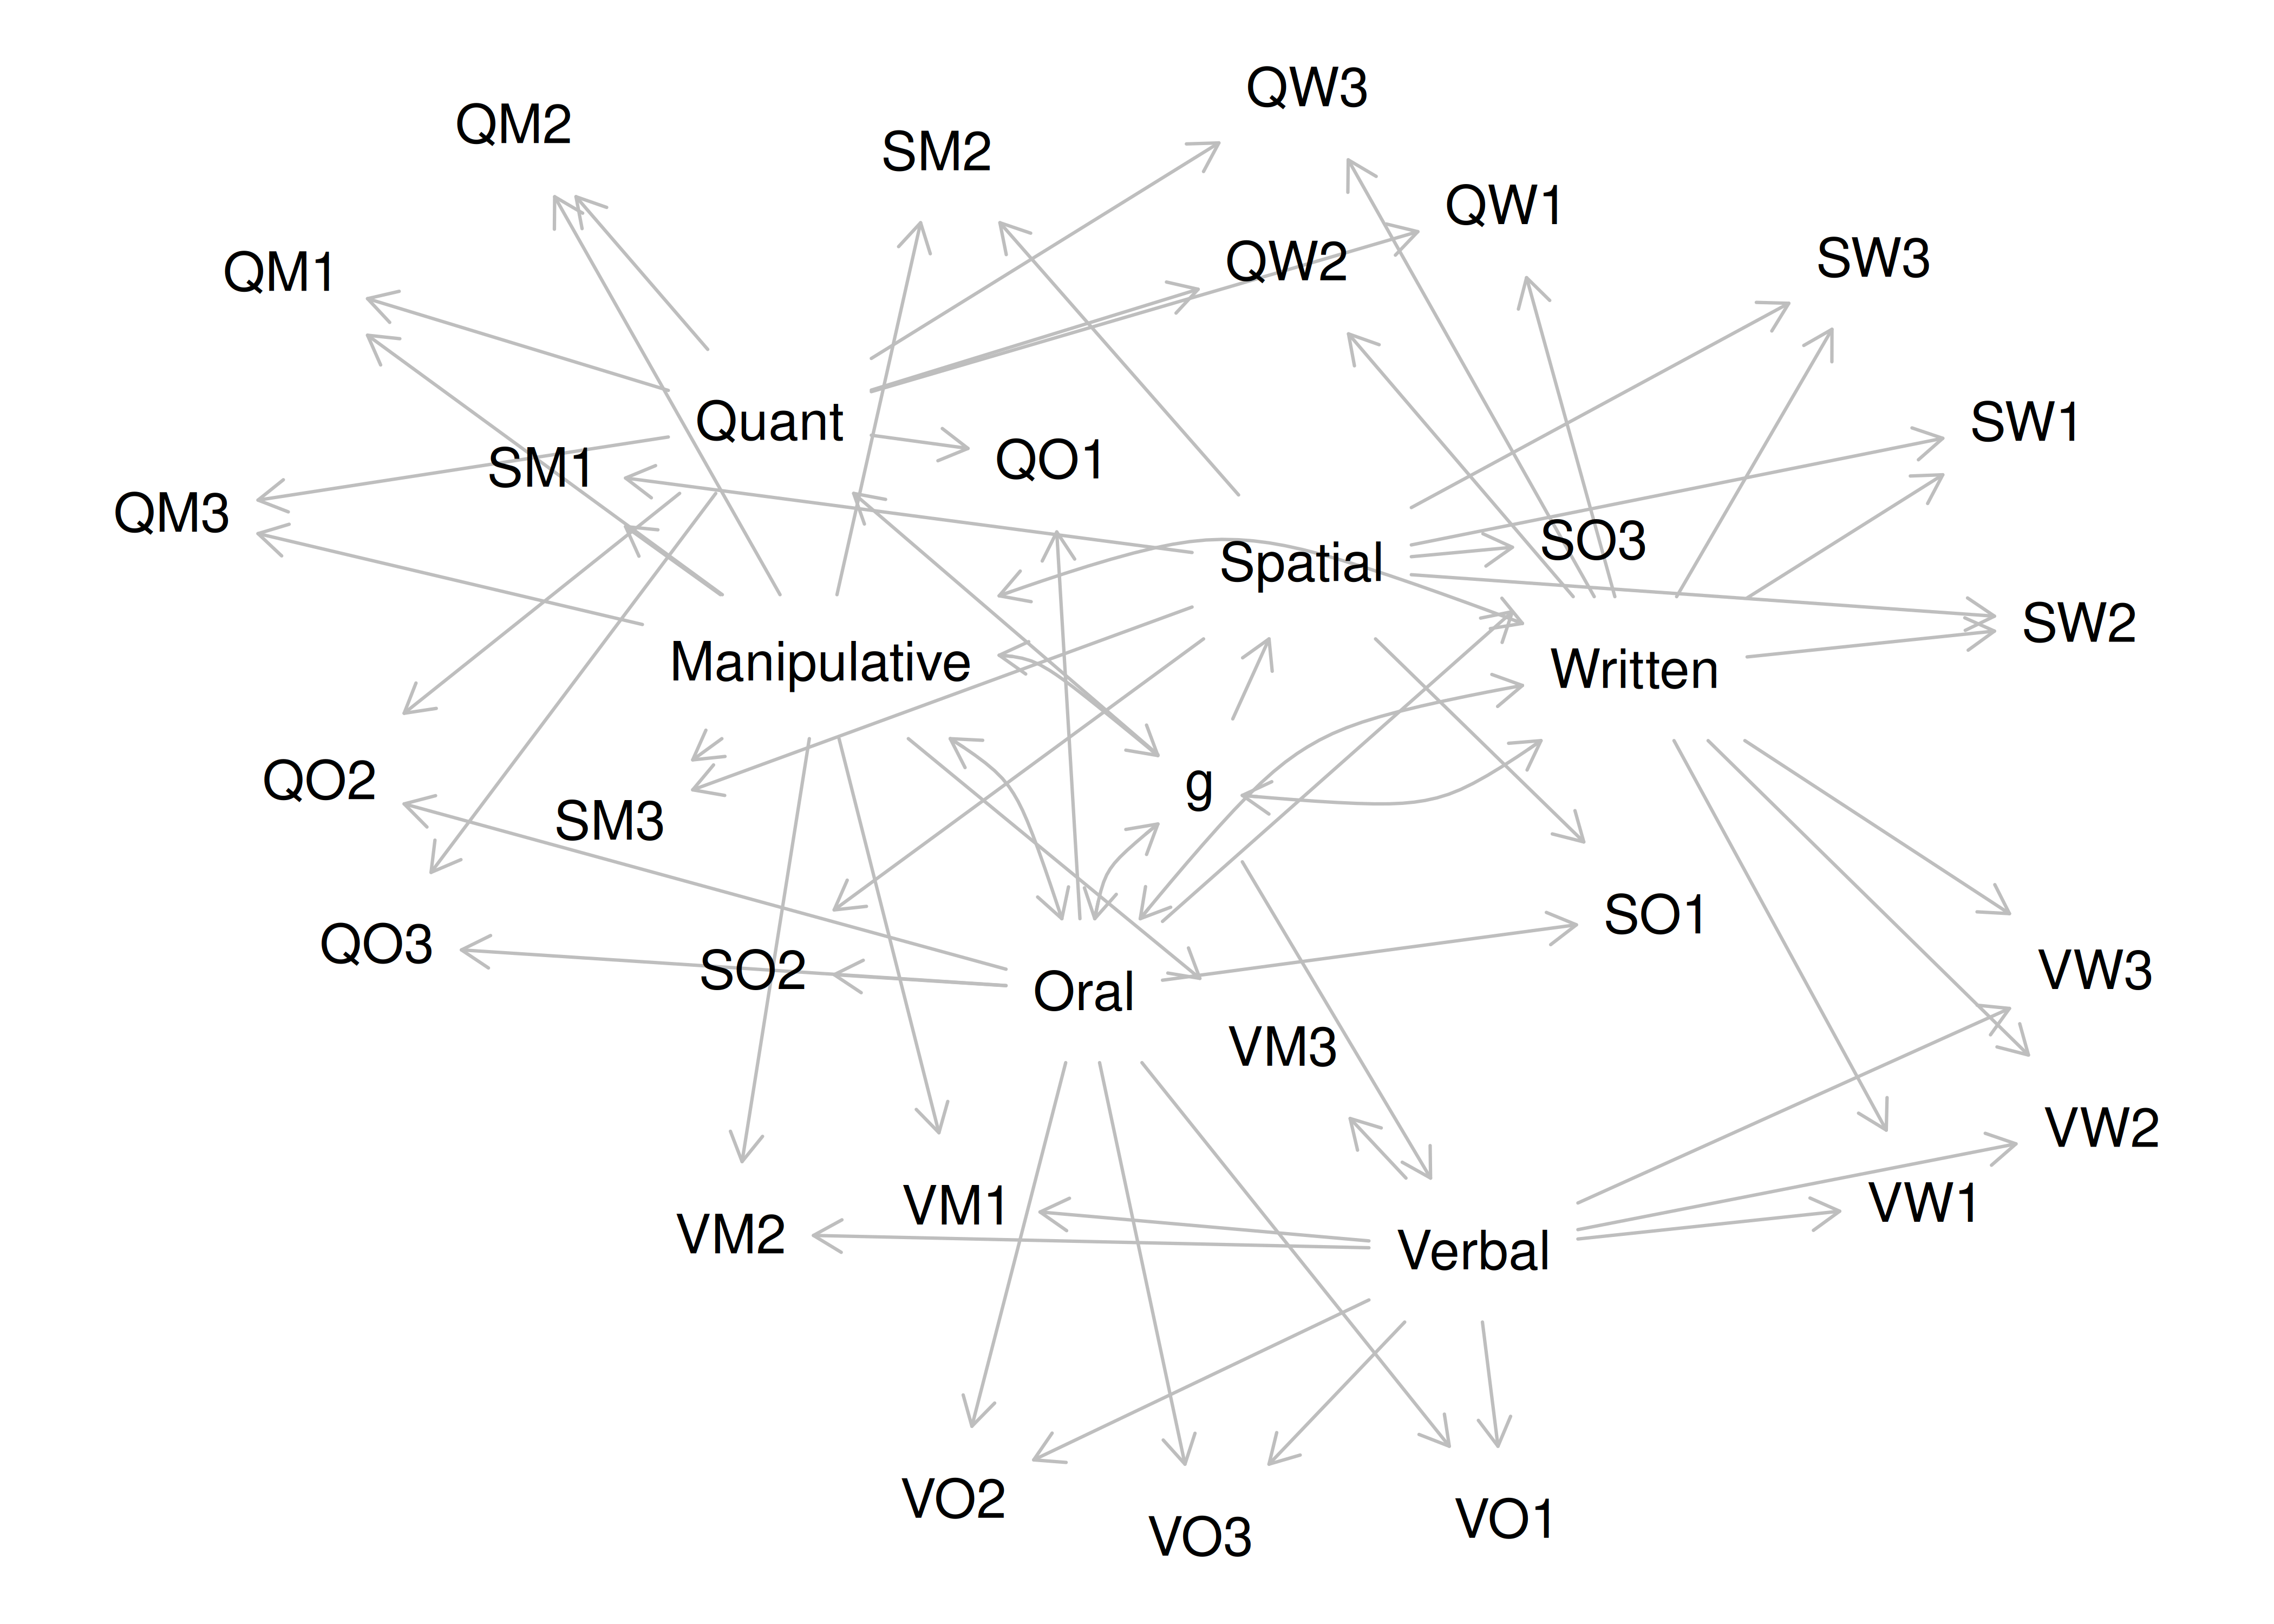 QW3
QM2
SM2
QW1
QW2
SW3
QM1
Quant
SW1
QO1
SM1
QM3
SO3
Spatial
SW2
Manipulative
Written
QO2
g
SM3
SO1
QO3
SO2
VW3
Oral
VM3
VW2
VW1
VM1
VM2
Verbal
VO2
VO1
VO3